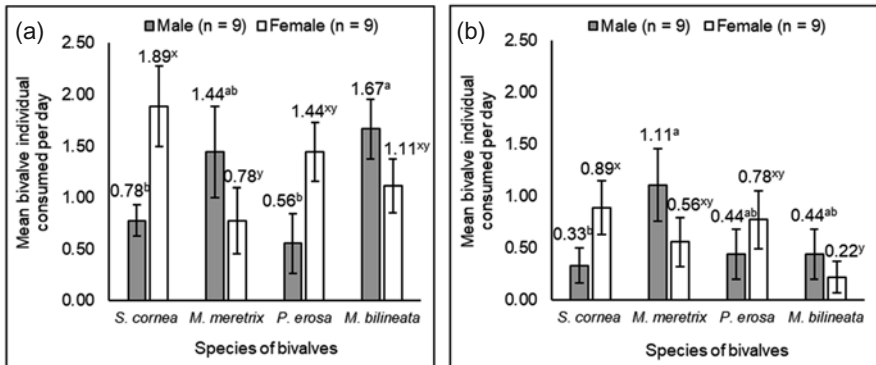 (a)
Male (n = 9) Female (n = 9)
Mean bivalve individual
consumed per day
2.50
2.00
1.50
1.00
0.50
0.00
0.78ᵇ
1.89ˣ
1.44ᵃᵇ
0.78ʸ
0.56ᵇ
1.44ˣʸ
1.67ᵃ
1.11ˣʸ
S. cornea M. meretrix P. erosa M. bilineata
Species of bivalves
(b)
Male (n = 9) Female (n = 9)
Mean bivalve individual
consumed per day
2.50
2.00
1.50
1.00
0.50
0.00
0.33ᵇ
0.89ˣ
1.11ᵃ
0.56ˣʸ
0.44ᵃᵇ
0.78ˣʸ
0.44ᵃᵇ
0.22ʸ
S. cornea M. meretrix P. erosa M. bilineata
Species of bivalves